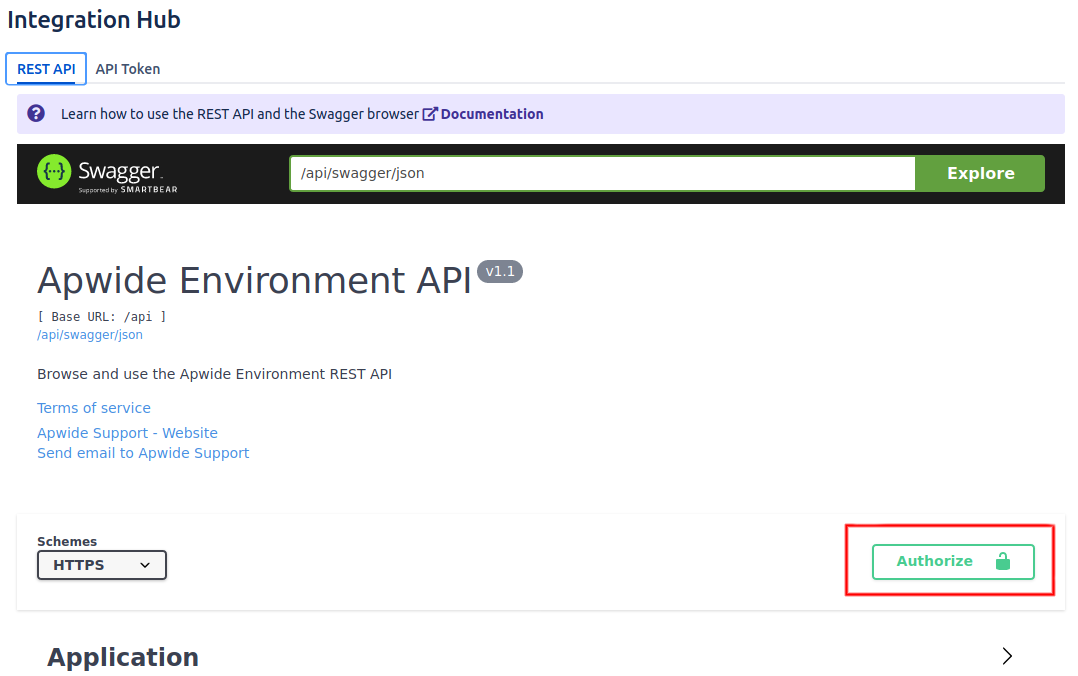 Integration Hub
REST API API Token
? Learn how to use the REST API and the Swagger browser Documentation
{··} Swagger. /api/swagger/json Explore
Supported by SMARTBEAR
Apwide Environment API v1.1
[ Base URL: /api ]
/api/swagger/json
Browse and use the Apwide Environment REST API
Terms of service
Apwide Support - Website
Send email to Apwide Support
Schemes
HTTPS Authorize
Application